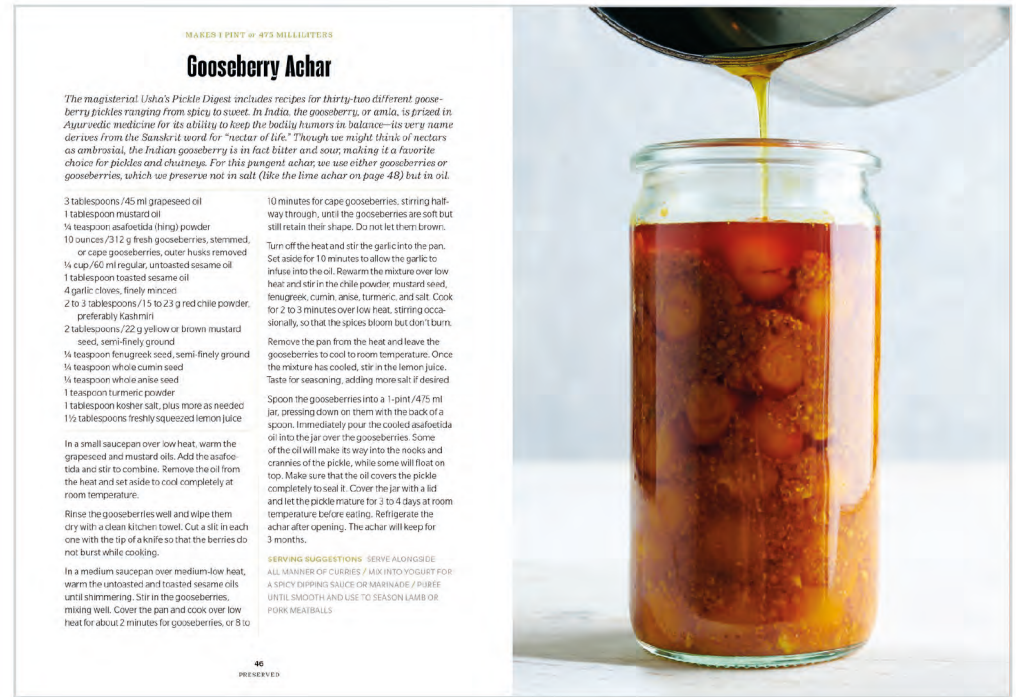 MAKES 1 PINT or 475 MILLILITERS
Gooseberry Achar
The magisterial Usha's Pickle Digest includes recipes for thirty-two different goose-
berry pickles ranging from spicy to sweet. In India, the gooseberry, or amla, is prized in
Ayurvedic medicine for its ability to keep the bodily humors in balance—its very name
derives from the Sanskrit word for "nectar of life." Though we might think of nectars
as ambrosial, the Indian gooseberry is in fact bitter and sour, making it a favorite
choice for pickles and chutneys. For this pungent achar, we use either gooseberries or
gooseberries, which we preserve not in salt (like the lime achar on page 48) but in oil.
3 tablespoons/45 ml grapeseed oil
1 tablespoon mustard oil
¼ teaspoon asafoetida (hing) powder
10 ounces/312 g fresh gooseberries, stemmed,
or cape gooseberries, outer husks removed
¼ cup/60 ml regular, untoasted sesame oil
1 tablespoon toasted sesame oil
4 garlic cloves, finely minced
2 to 3 tablespoons/15 to 23 g red chile powder,
preferably Kashmiri
2 tablespoons/22 g yellow or brown mustard
seed, semi-finely ground
¼ teaspoon fenugreek seed, semi-finely ground
¼ teaspoon whole cumin seed
¼ teaspoon whole anise seed
1 teaspoon turmeric powder
1 tablespoon kosher salt, plus more as needed
1½ tablespoons freshly squeezed lemon juice
In a small saucepan over low heat, warm the
grapeseed and mustard oils. Add the asafoe-
tida and stir to combine. Remove the oil from
the heat and set aside to cool completely at
room temperature.
Rinse the gooseberries well and wipe them
dry with a clean kitchen towel. Cut a slit in each
one with the tip of a knife so that the berries do
not burst while cooking.
In a medium saucepan over medium-low heat,
warm the untoasted and toasted sesame oils
until shimmering. Stir in the gooseberries,
mixing well. Cover the pan and cook over low
heat for about 2 minutes for gooseberries, or 8 to
10 minutes for cape gooseberries, stirring half-
way through, until the gooseberries are soft but
still retain their shape. Do not let them brown.
Turn off the heat and stir the garlic into the pan.
Set aside for 10 minutes to allow the garlic to
infuse into the oil. Rewarm the mixture over low
heat and stir in the chile powder, mustard seed,
fenugreek, cumin, anise, turmeric, and salt. Cook
for 2 to 3 minutes over low heat, stirring occa-
sionally, so that the spices bloom but don't burn.
Remove the pan from the heat and leave the
gooseberries to cool to room temperature. Once
the mixture has cooled, stir in the lemon juice.
Taste for seasoning, adding more salt if desired.
Spoon the gooseberries into a 1-pint/475 ml
jar, pressing down on them with the back of a
spoon. Immediately pour the cooled asafoetida
oil into the jar over the gooseberries. Some
of the oil will make its way into the nooks and
crannies of the pickle, while some will float on
top. Make sure that the oil covers the pickle
completely to seal it. Cover the jar with a lid
and let the pickle mature for 3 to 4 days at room
temperature before eating. Refrigerate the
achar after opening. The achar will keep for
3 months.
SERVING SUGGESTIONS SERVE ALONGSIDE
ALL MANNER OF CURRIES / MIX INTO YOGURT FOR
A SPICY DIPPING SAUCE OR MARINADE / PUREE
UNTIL SMOOTH AND USE TO SEASON LAMB OR
PORK MEATBALLS
46
PRESERVED